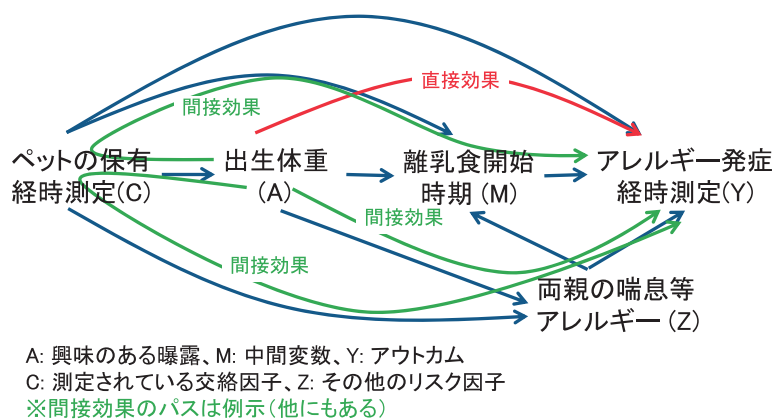 直接効果
間接効果
ペットの保有
経時測定(C)
出生体重
(A)
離乳食開始
時期(M)
アレルギー発症
経時測定(Y)
間接効果
間接効果
両親の喘息等
アレルギー(Z)
A: 興味のある曝露、M: 中間変数、Y: アウトカム
C: 測定されている交絡因子、Z: その他のリスク因子
※間接効果のパスは例示(他にもある)